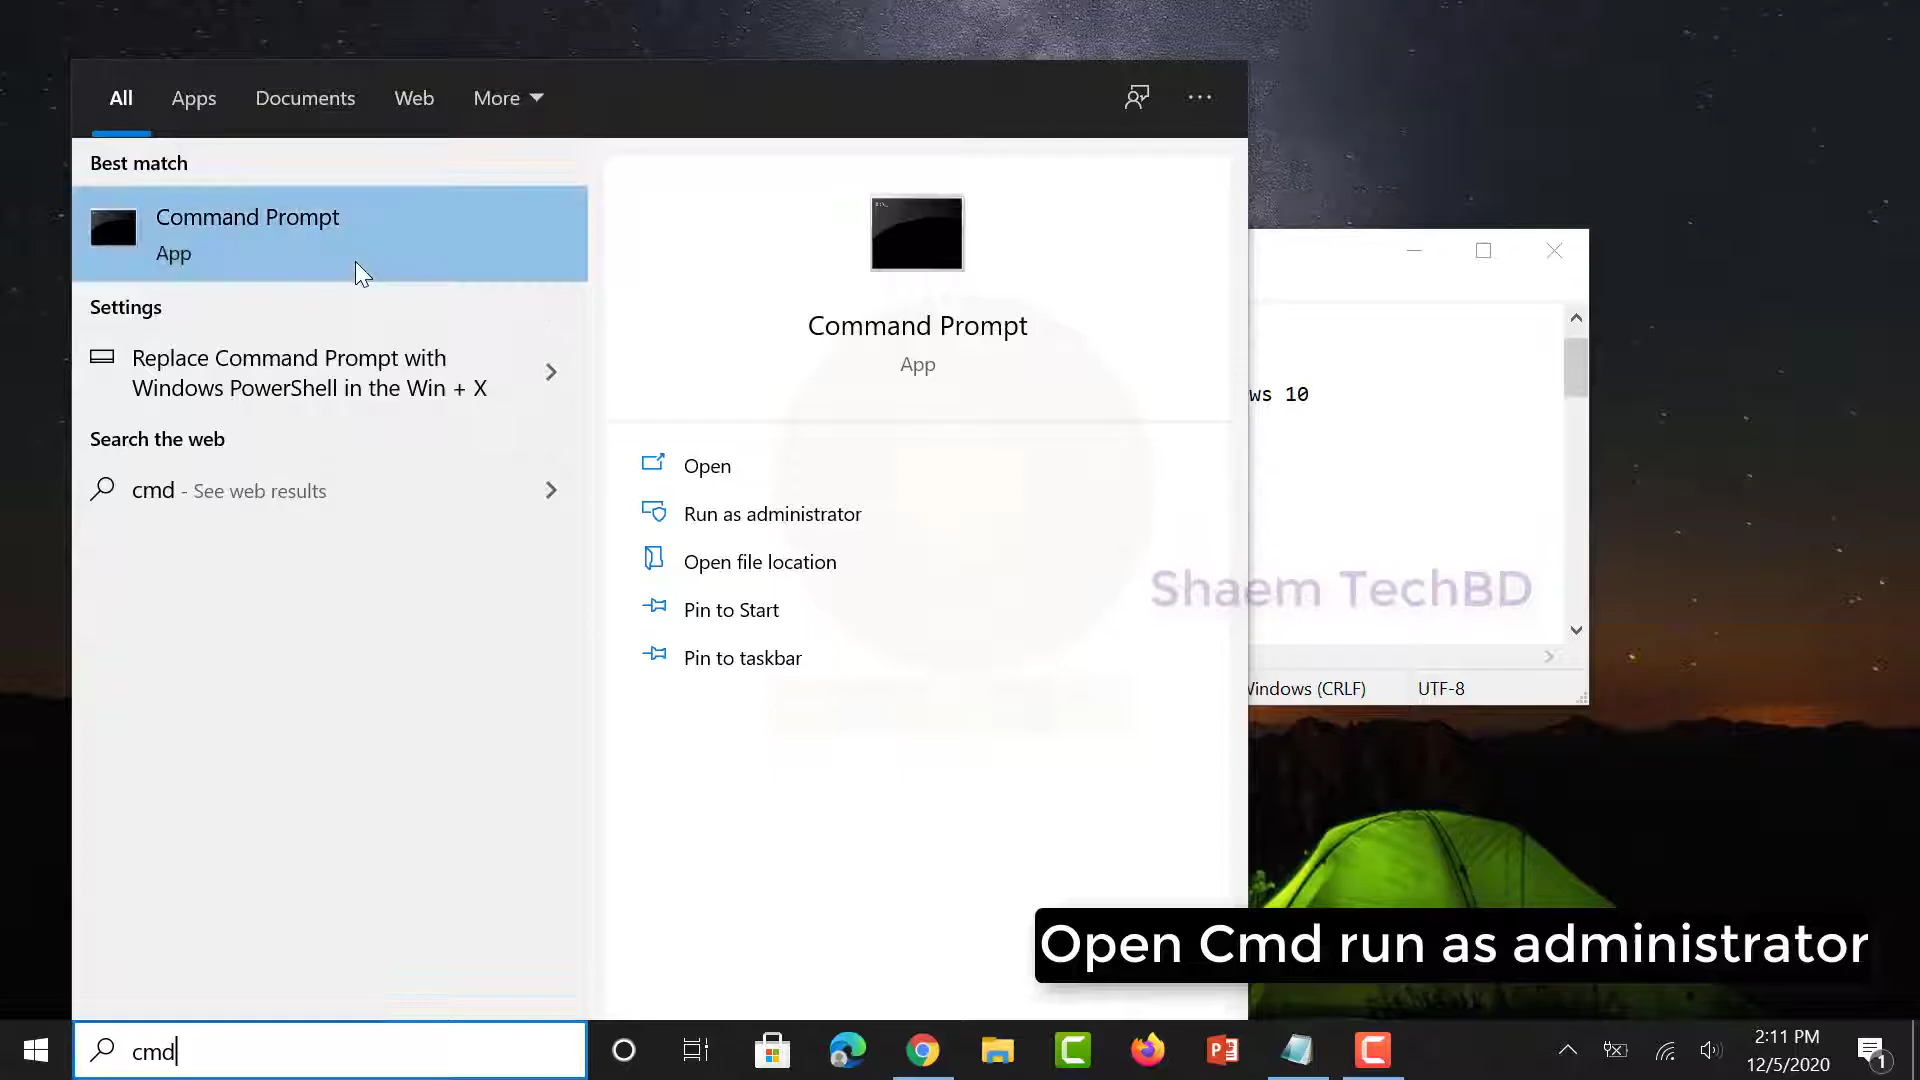 All
Apps
Documents
Web
More
Best match
Command Prompt
App
Settings
Replace Command Prompt with
Windows PowerShell in the Win + X
Search the web
cmd - See web results
Command Prompt
App
Open
Run as administrator
Open file location
Pin to Start
Pin to taskbar
ws 10
Shaem TechBD
Windows (CRLF)
UTF-8
Open Cmd run as administrator
cmd
2:11 PM
12/5/2020
1